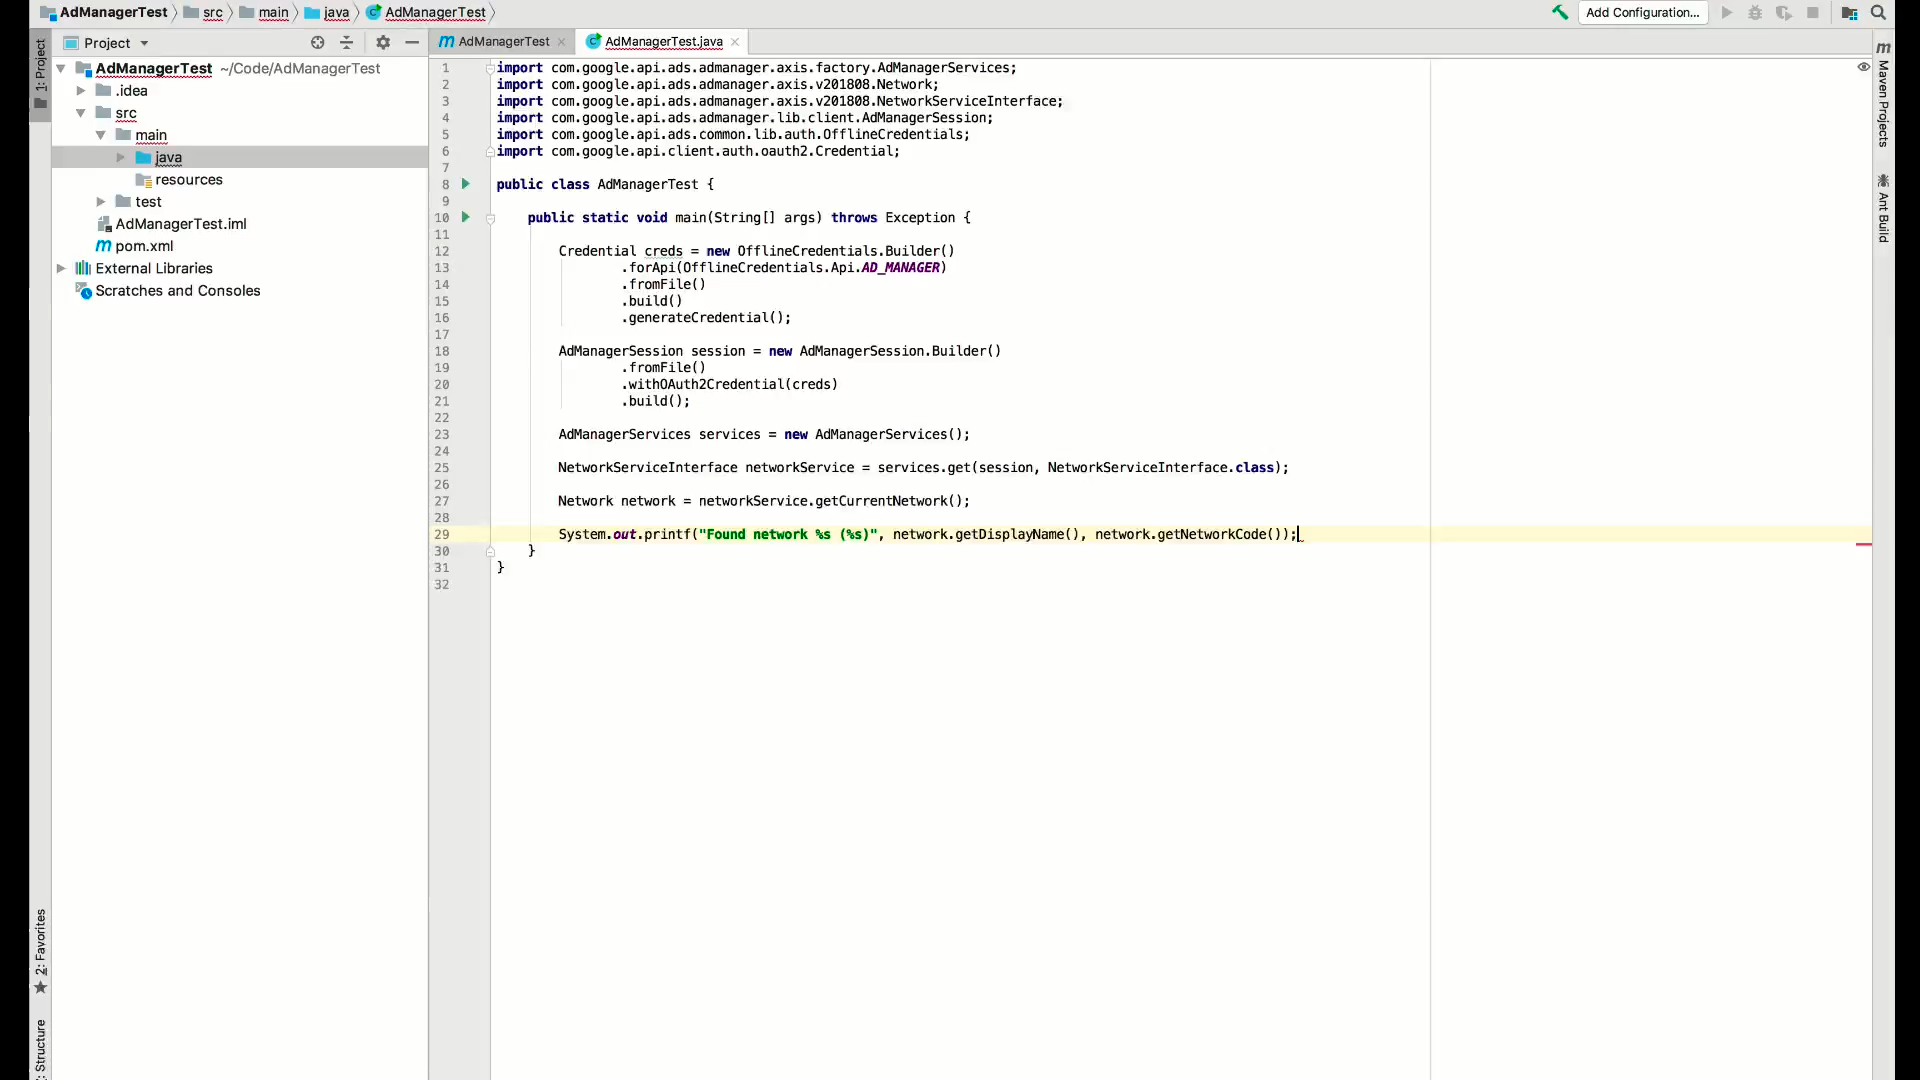 AdManagerTest src main java AdManagerTest Add Configuration...
1: Project
Project
AdManagerTest ~/Code/AdManagerTest
.idea
src
main
java
resources
test
AdManagerTest.iml
pom.xml
External Libraries
Scratches and Consoles
2: Favorites
Structure
AdManagerTest AdManagerTest.java
1 import com.google.api.ads.admanager.axis.factory.AdManagerServices;
2 import com.google.api.ads.admanager.axis.v201808.Network;
3 import com.google.api.ads.admanager.axis.v201808.NetworkServiceInterface;
4 import com.google.api.ads.admanager.lib.client.AdManagerSession;
5 import com.google.api.ads.common.lib.auth.OfflineCredentials;
6 import com.google.api.client.auth.oauth2.Credential;
7
8 public class AdManagerTest {
9
10 public static void main(String[] args) throws Exception {
11
12 Credential creds = new OfflineCredentials.Builder()
13 .forApi(OfflineCredentials.Api.AD_MANAGER)
14 .fromFile()
15 .build()
16 .generateCredential();
17
18 AdManagerSession session = new AdManagerSession.Builder()
19 .fromFile()
20 .withOAuth2Credential(creds)
21 .build();
22
23 AdManagerServices services = new AdManagerServices();
24
25 NetworkServiceInterface networkService = services.get(session, NetworkServiceInterface.class);
26
27 Network network = networkService.getCurrentNetwork();
28
29 System.out.printf("Found network %s (%s)", network.getDisplayName(), network.getNetworkCode());
30 }
31 }
32
Maven Projects
Ant Build